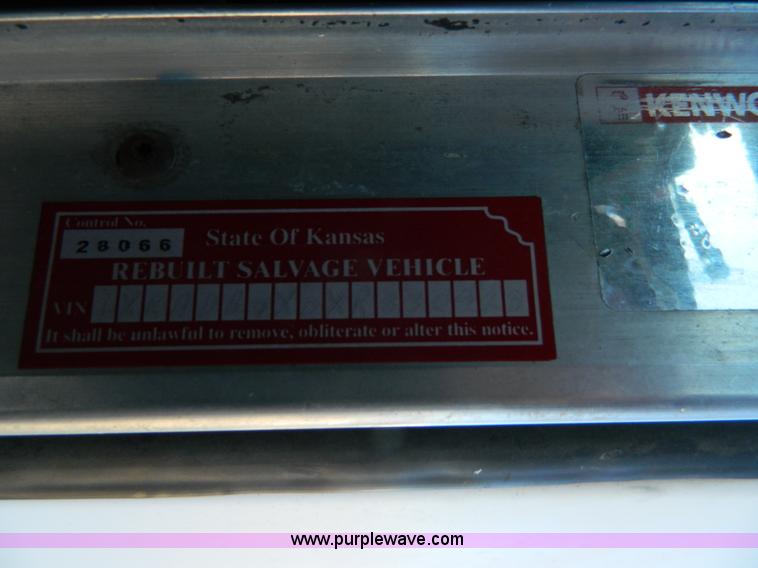 KENWO
Control No.
28066
State Of Kansas
REBUILT SALVAGE VEHICLE
VIN
It shall be unlawful to remove, obliterate or alter this notice.
www.purplewave.com